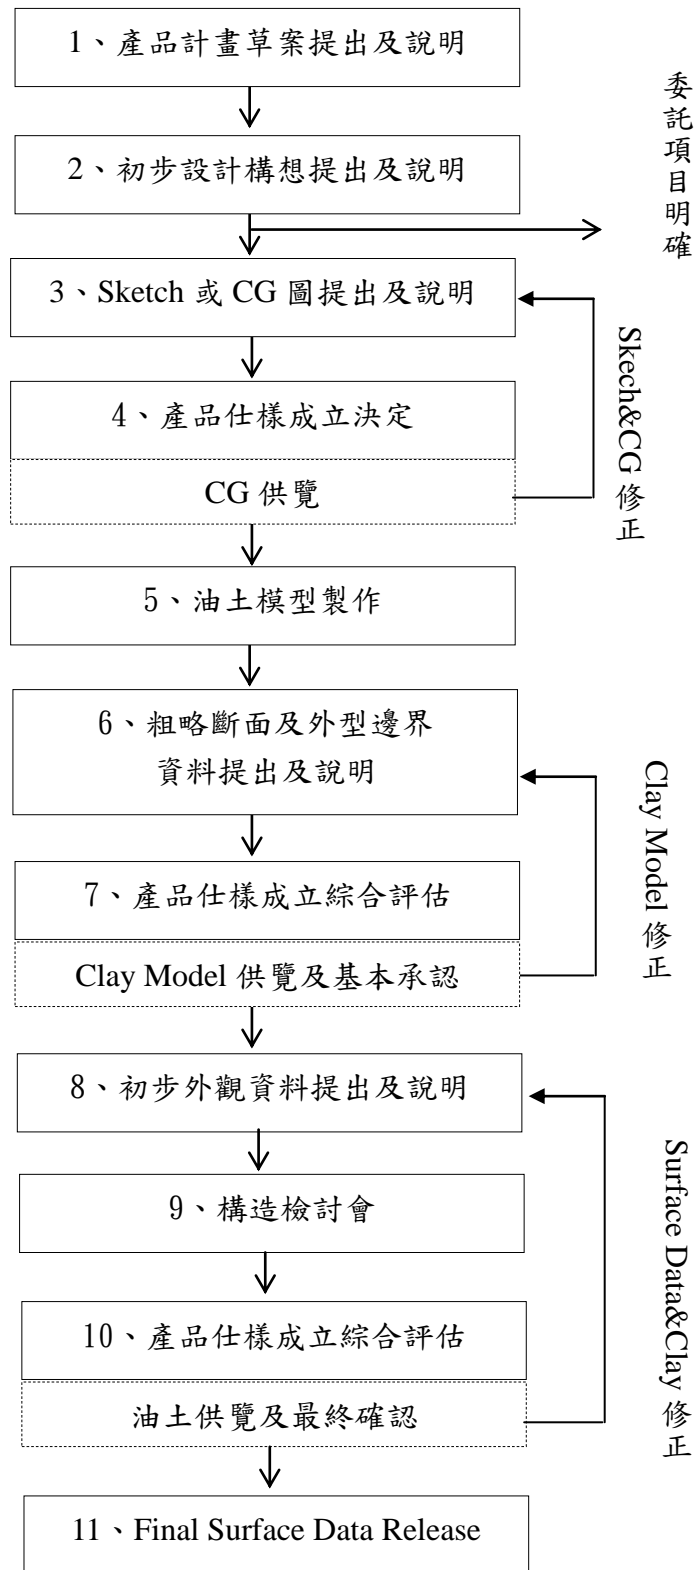 1、產品計畫草案提出及說明
2、初步設計構想提出及說明
委託項目明確
3、Sketch 或 CG 圖提出及說明
4、產品仕樣成立決定
CG 供覽
Skech&CG 修正
5、油土模型製作
6、粗略斷面及外型邊界
資料提出及說明
7、產品仕樣成立綜合評估
Clay Model 供覽及基本承認
Clay Model 修正
8、初步外觀資料提出及說明
9、構造檢討會
10、產品仕樣成立綜合評估
油土供覽及最終確認
Surface Data&Clay 修正
11、Final Surface Data Release